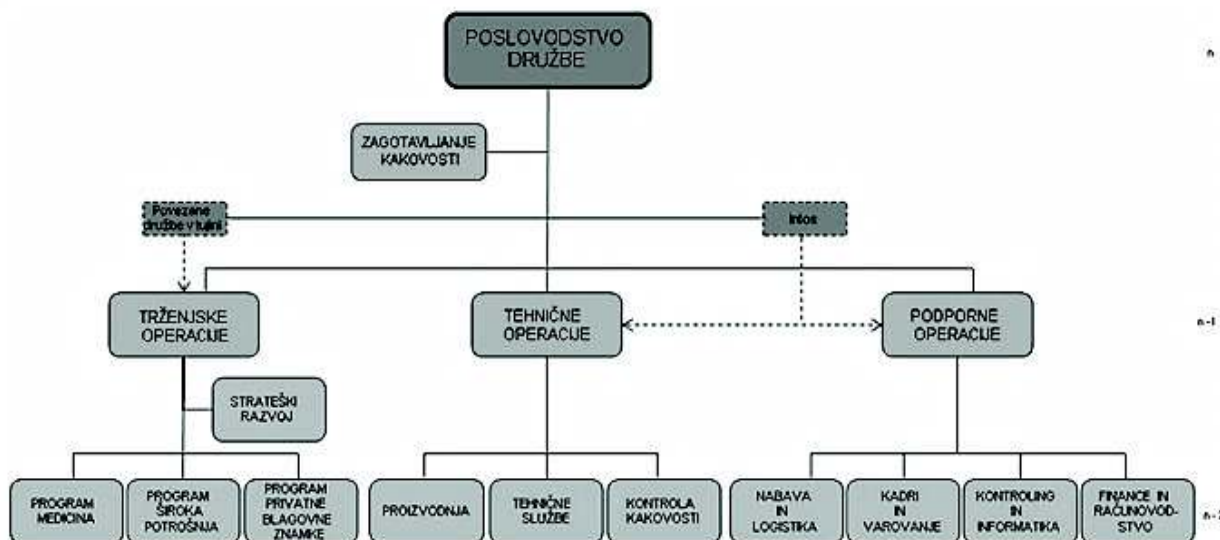 POSLOVODSTVO
DRUŽBE
n
ZAGOTAVLJANJE
KAKOVOSTI
Povezane
družbe v tujini
Intos
TRŽENJSKE
OPERACIJE
TEHNIČNE
OPERACIJE
PODPORNE
OPERACIJE
n-1
STRATEŠKI
RAZVOJ
PROGRAM
MEDICINA
PROGRAM
ŠIROKA
POTROŠNJA
PROGRAM
PRIVATNE
BLAGOVNE
ZNAMKE
PROIZVODNJA
TEHNIČNE
SLUŽBE
KONTROLA
KAKOVOSTI
NABAVA
IN
LOGISTIKA
KADRI
IN
VAROVANJE
KONTROLING
IN
INFORMATIKA
FINANCE IN
RAČUNOVOD-
STVO
n-2